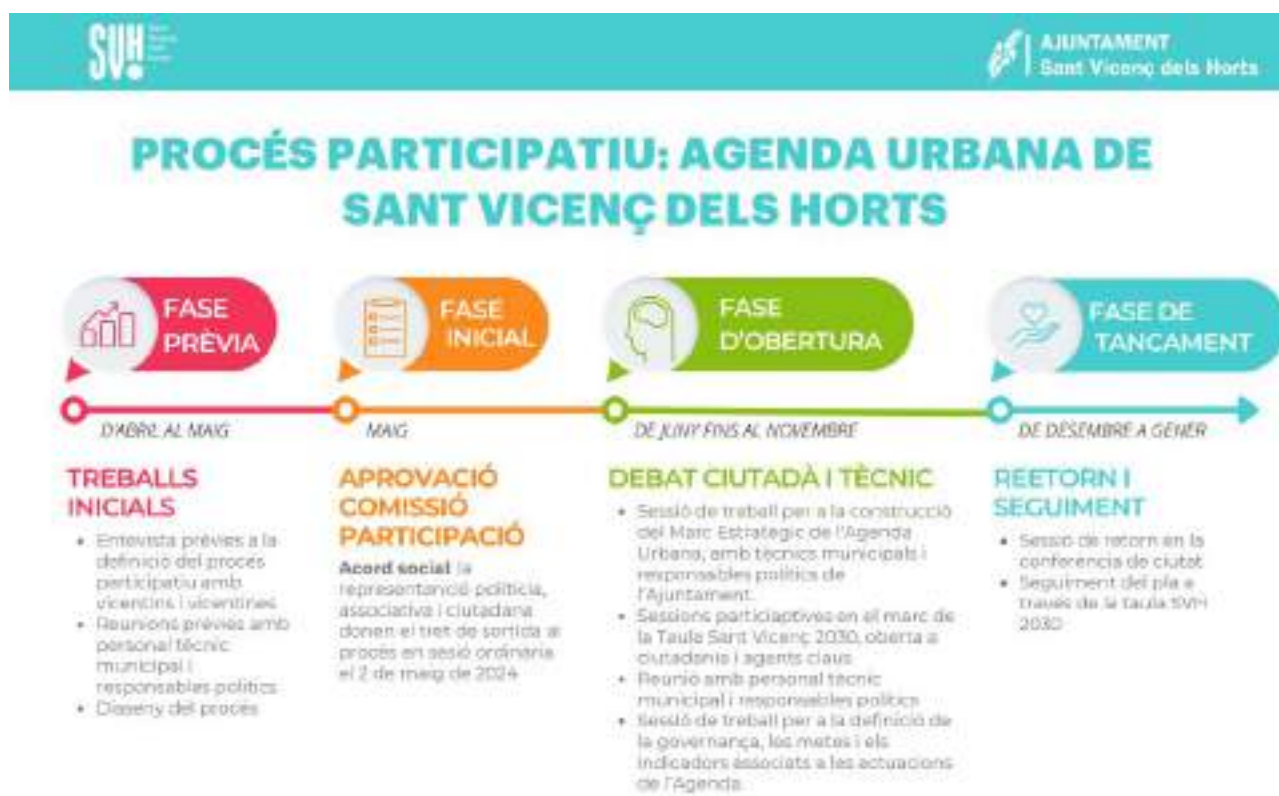 SVH
AJUNTAMENT
Sant Vicenç dels Horts
PROCÉS PARTICIPATIU: AGENDA URBANA DE
SANT VICENÇ DELS HORTS
FASE
PRÈVIA
D'ABRIL AL MAIG
TREBALLS
INICIALS
• Entevista prèvies a la
definició del procés
participatiu amb
vicentins i vicentines
• Reunions prèvies amb
personal tècnic
municipal i
responsables polítics
• Disseny del procés
FASE
INICIAL
MAIG
APROVACIÓ
COMISSIÓ
PARTICIPACIÓ
Acord social la
representanció política,
associativa i ciutadana
donen el tret de sortida al
procés en sesió ordinària
el 2 de maig de 2024
FASE
D'OBERTURA
DE JUNY FINS AL NOVEMBRE
DEBAT CIUTADÀ I TÈCNIC
• Sessió de treball per a la construcció
del Marc Estratègic de l'Agenda
Urbana, amb tècnics municipals i
responsables polítics de
l'Ajuntament.
• Sessions particiaptives en el marc de
la Taula Sant Vicenç 2030, oberta a
ciutadania i agents claus
• Reunió amb personal tècnic
municipal i responsables polítics
• Sessió de treball per a la definició de
la governança, les metes i els
indicadors associats a les actuacions
de l'Agenda.
FASE DE
TANCAMENT
DE DESEMBRE A GENER
REETORN I
SEGUIMENT
• Sessió de retorn en la
conferencia de ciutat
• Seguiment del pla a
través de la taula SVH
2030